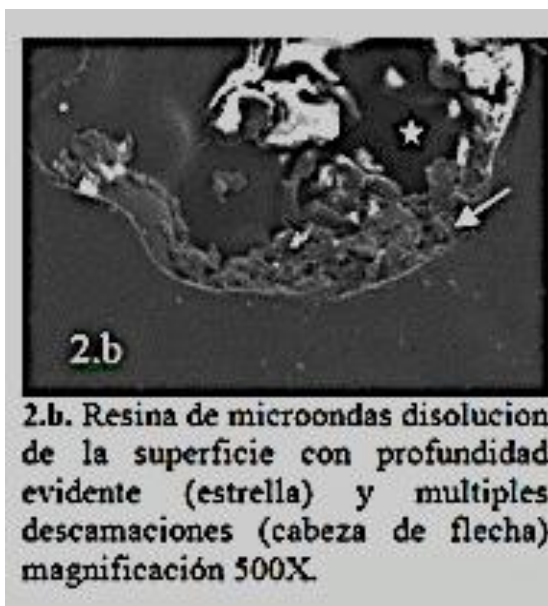 2.b
2.b. Resina de microondas disolucion
de la superficie con profundidad
evidente (estrella) y multiples
descamaciones (cabeza de flecha)
magnificación 500X.